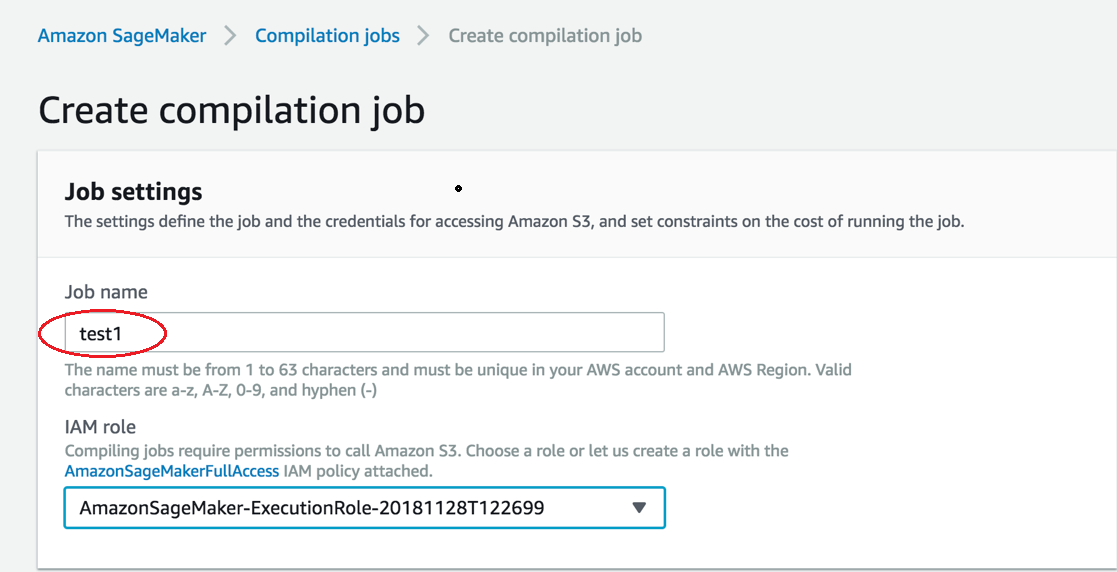 Amazon SageMaker > Compilation jobs > Create compilation job
Create compilation job
Job settings
The settings define the job and the credentials for accessing Amazon S3, and set constraints on the cost of running the job.
Job name
test1
The name must be from 1 to 63 characters and must be unique in your AWS account and AWS Region. Valid
characters are a-z, A-Z, 0-9, and hyphen (-)
IAM role
Compiling jobs require permissions to call Amazon S3. Choose a role or let us create a role with the
AmazonSageMakerFullAccess IAM policy attached.
AmazonSageMaker-ExecutionRole-20181128T122699